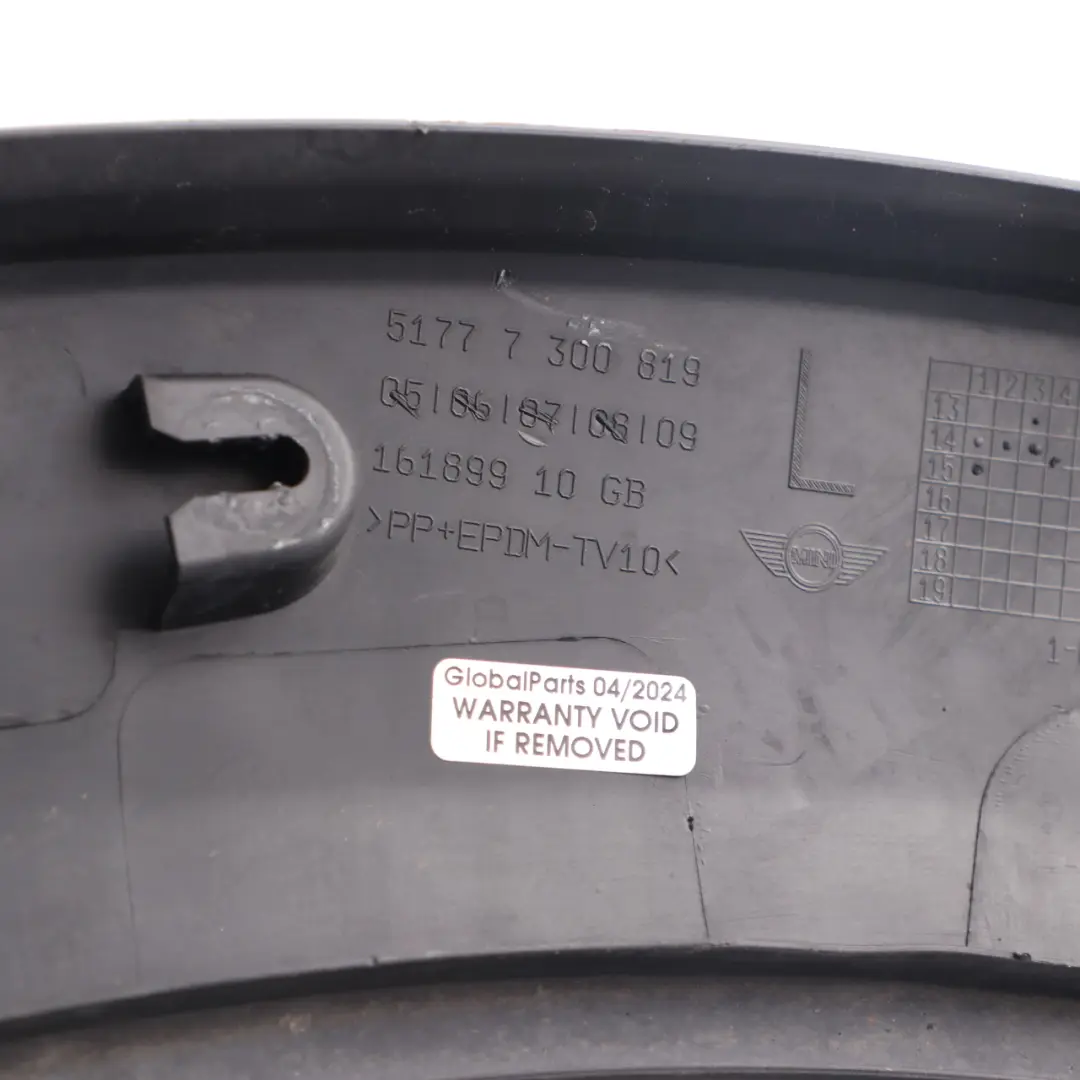 5177 7 300 819
05|06|07|08|09
161899 10 GB
>PP+EPDM-TV10<
L
MINI
1 2 3 4
13
14
15
16
17
18
19
GlobalParts 04/2024
WARRANTY VOID
IF REMOVED